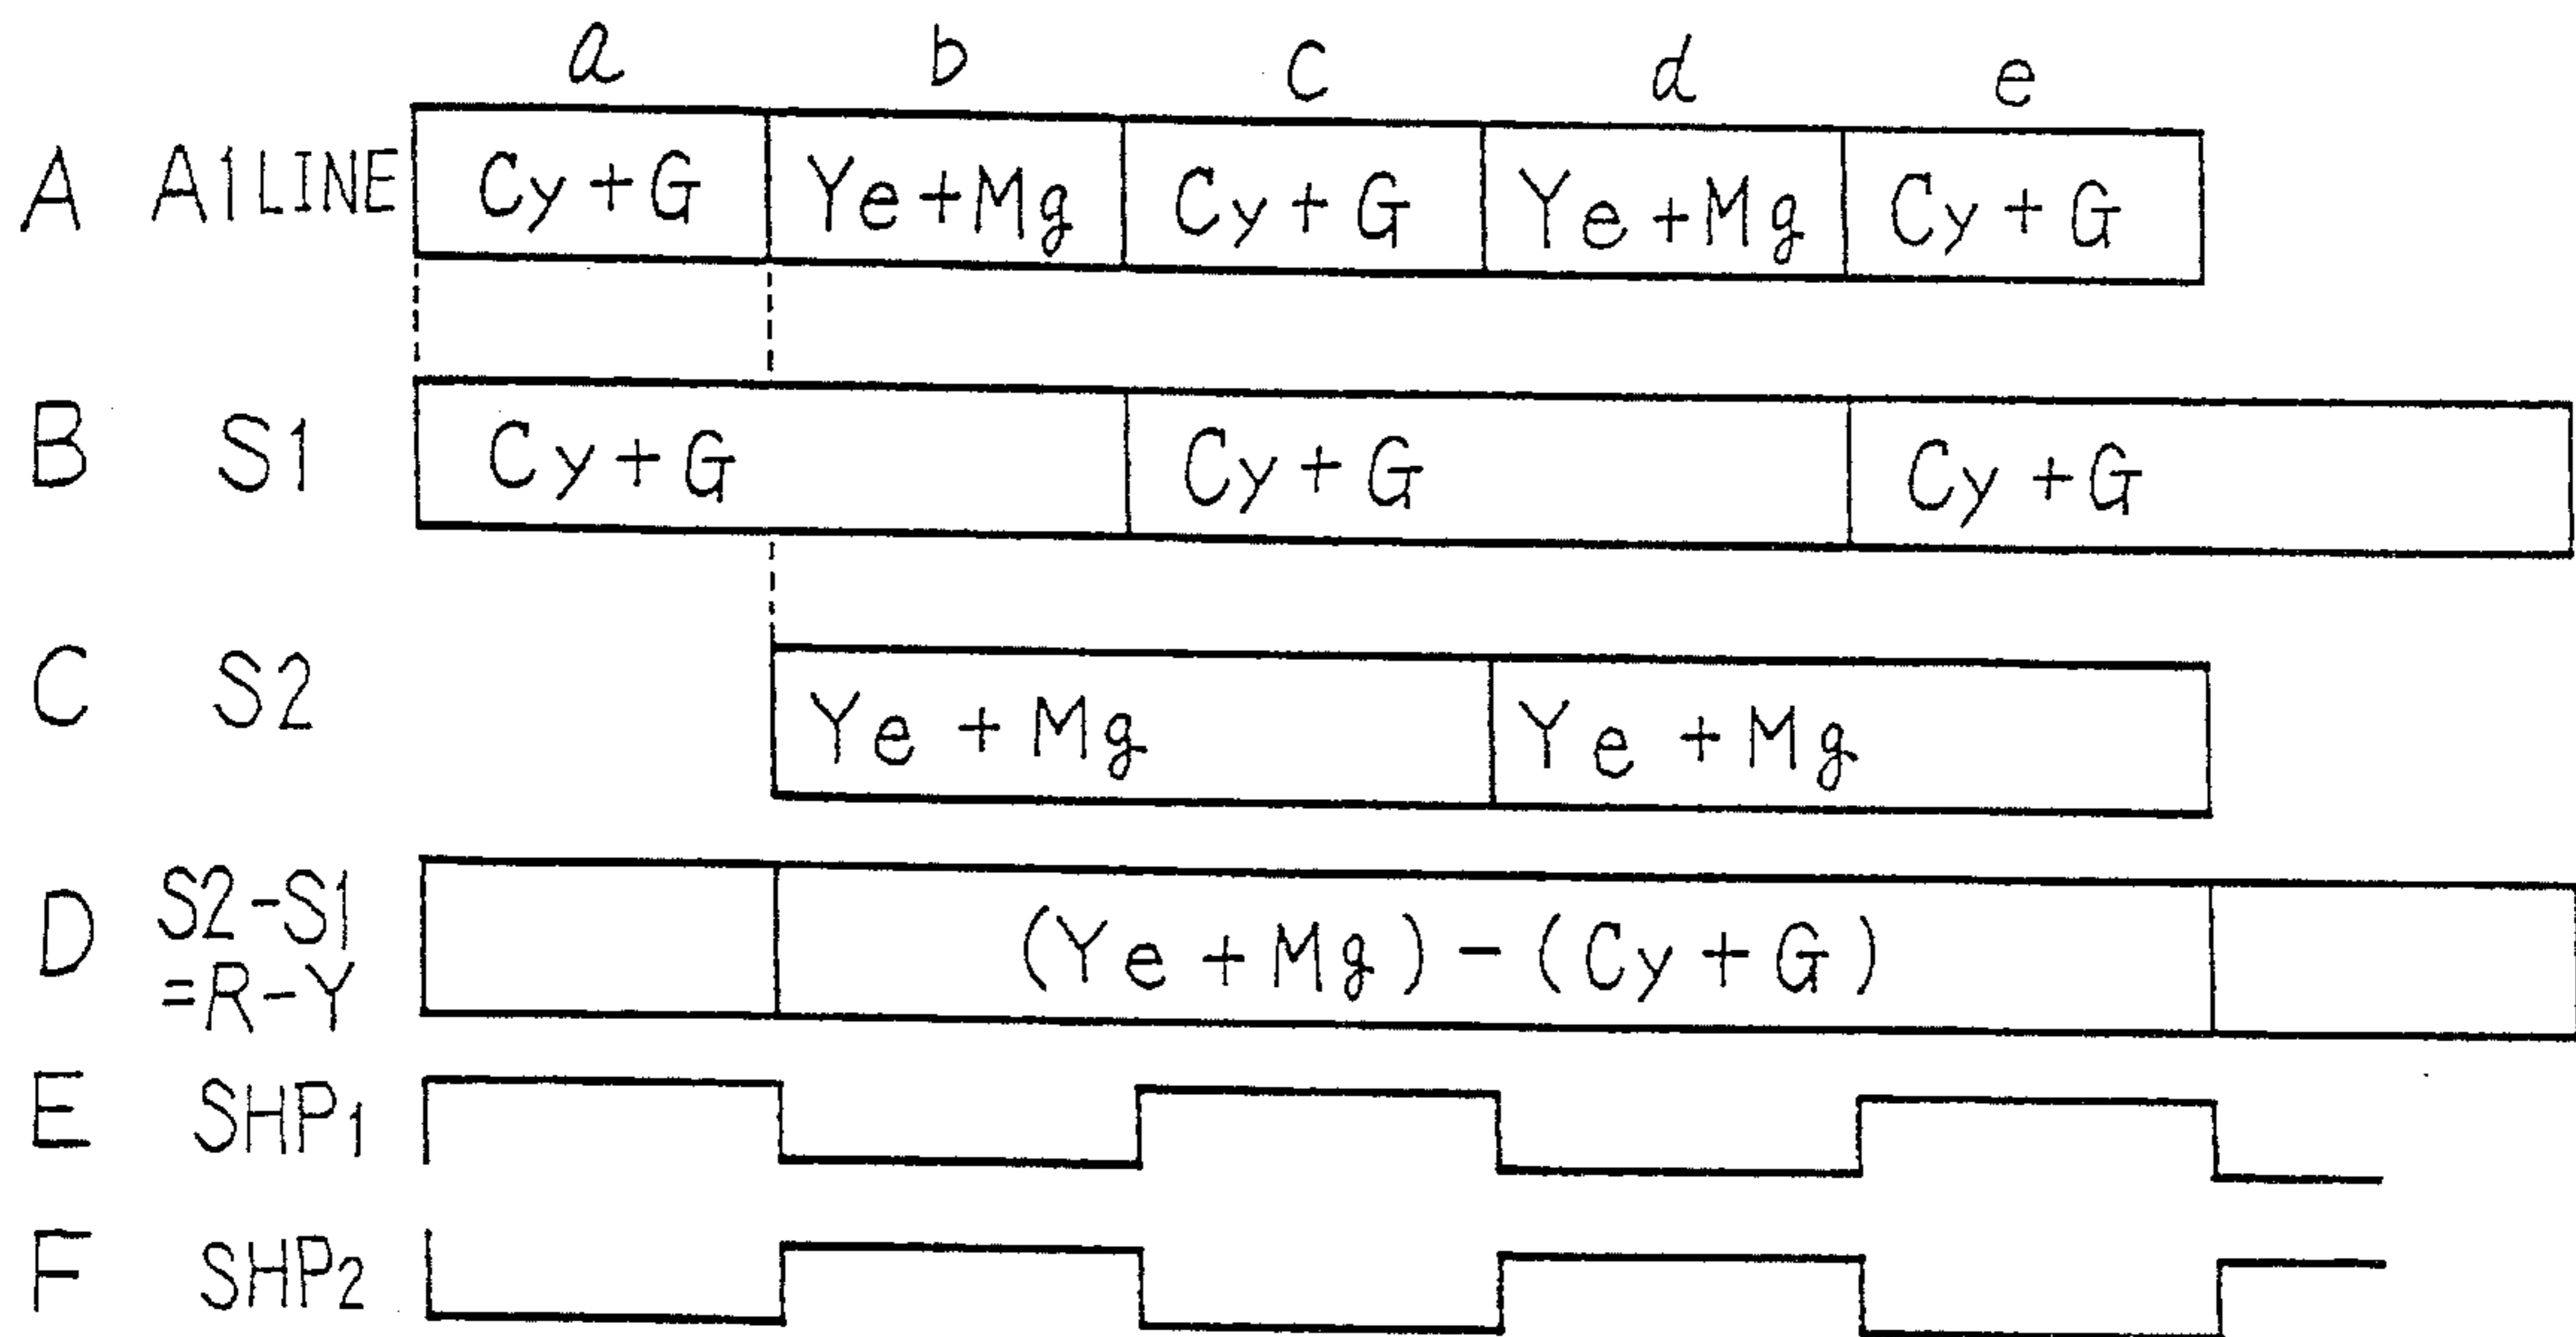 a b c d e
A A1LINE Cy+G Ye+Mg Cy+G Ye+Mg Cy+G
B S1 Cy+G Cy+G Cy+G
C S2 Ye+Mg Ye+Mg
D S2-S1
=R-Y (Ye+Mg)-(Cy+G)
E SHP1
F SHP2